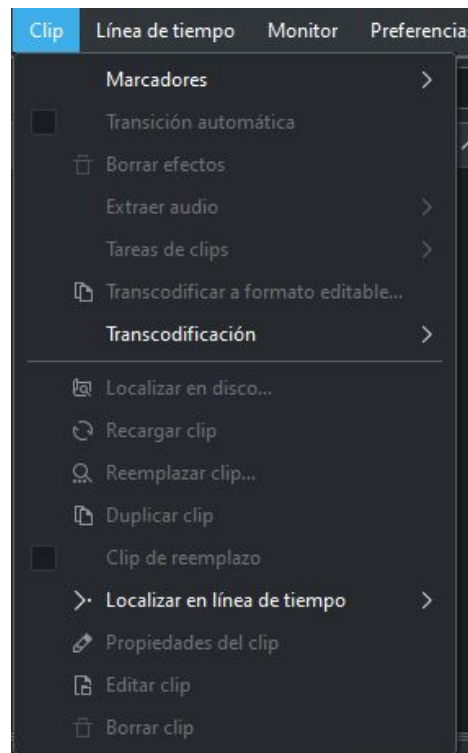 Clip Línea de tiempo Monitor Preferencia
Marcadores
Transición automática
Borrar efectos
Extraer audio
Tareas de clips
Transcodificar a formato editable...
Transcodificación
Localizar en disco...
Recargar clip
Reemplazar clip...
Duplicar clip
Clip de reemplazo
Localizar en línea de tiempo
Propiedades del clip
Editar clip
Borrar clip